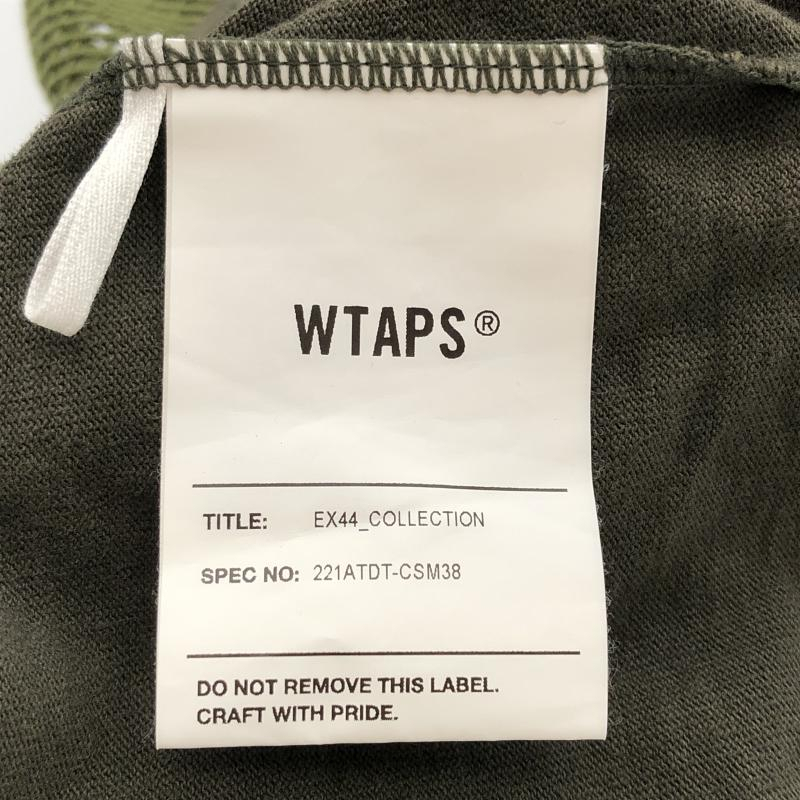 WTAPS®
TITLE: EX44_COLLECTION
SPEC NO: 221ATDT-CSM38
DO NOT REMOVE THIS LABEL.
CRAFT WITH PRIDE.